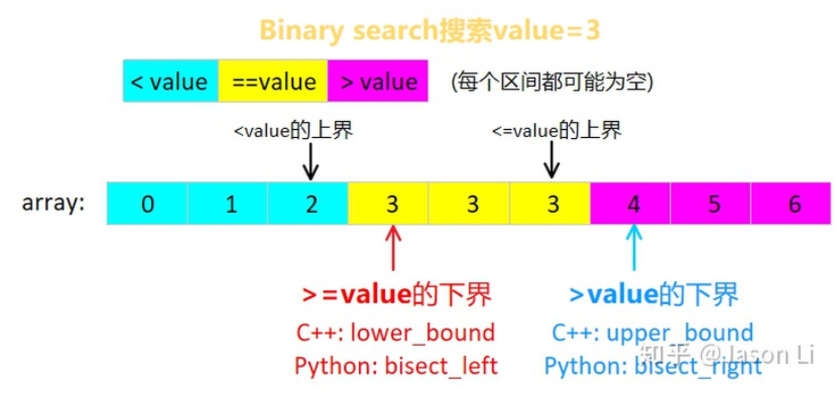 Binary search搜索value=3
< value ==value > value (每个区间都可能为空)
<value的上界 <=value的上界
array: 0 1 2 3 3 3 4 5 6
>=value的下界 >value的下界
C++: lower_bound C++: upper_bound
Python: bisect_left Python: bisect_right
知乎 @Jason Li